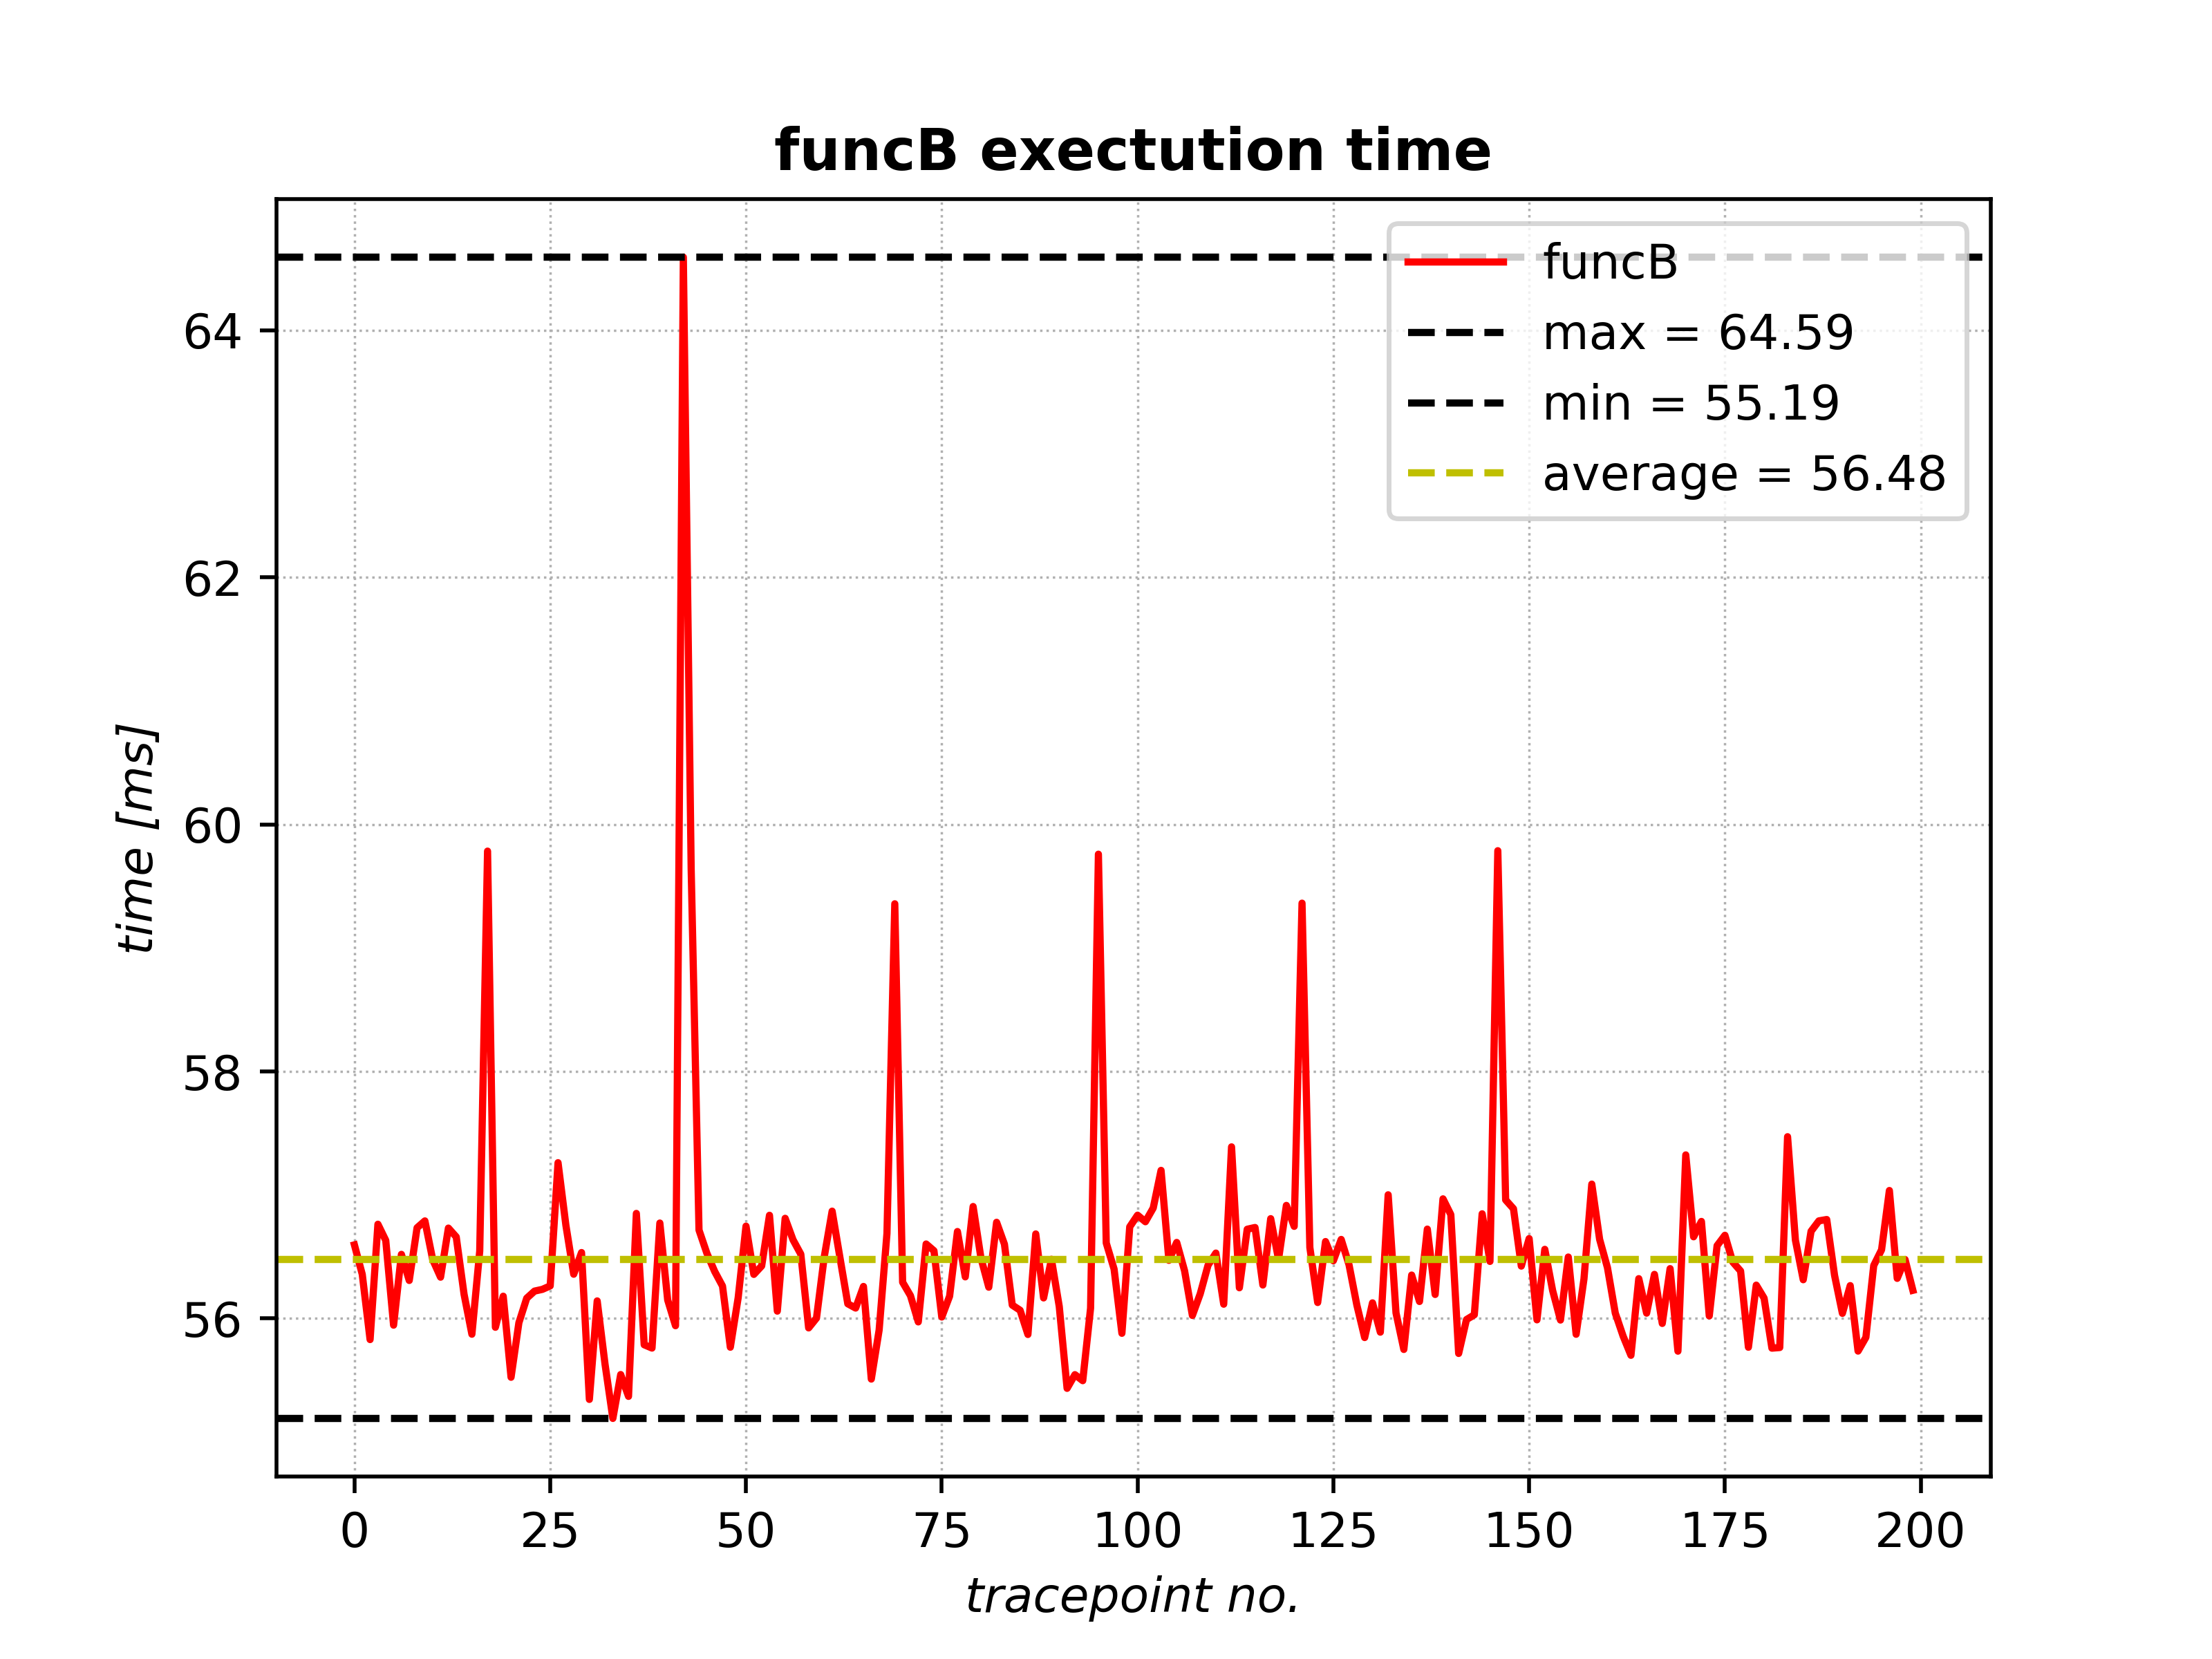 funcB exectution time
funcB
max = 64.59
min = 55.19
average = 56.48
64
62
60
58
56
time [ms]
0 25 50 75 100 125 150 175 200
tracepoint no.